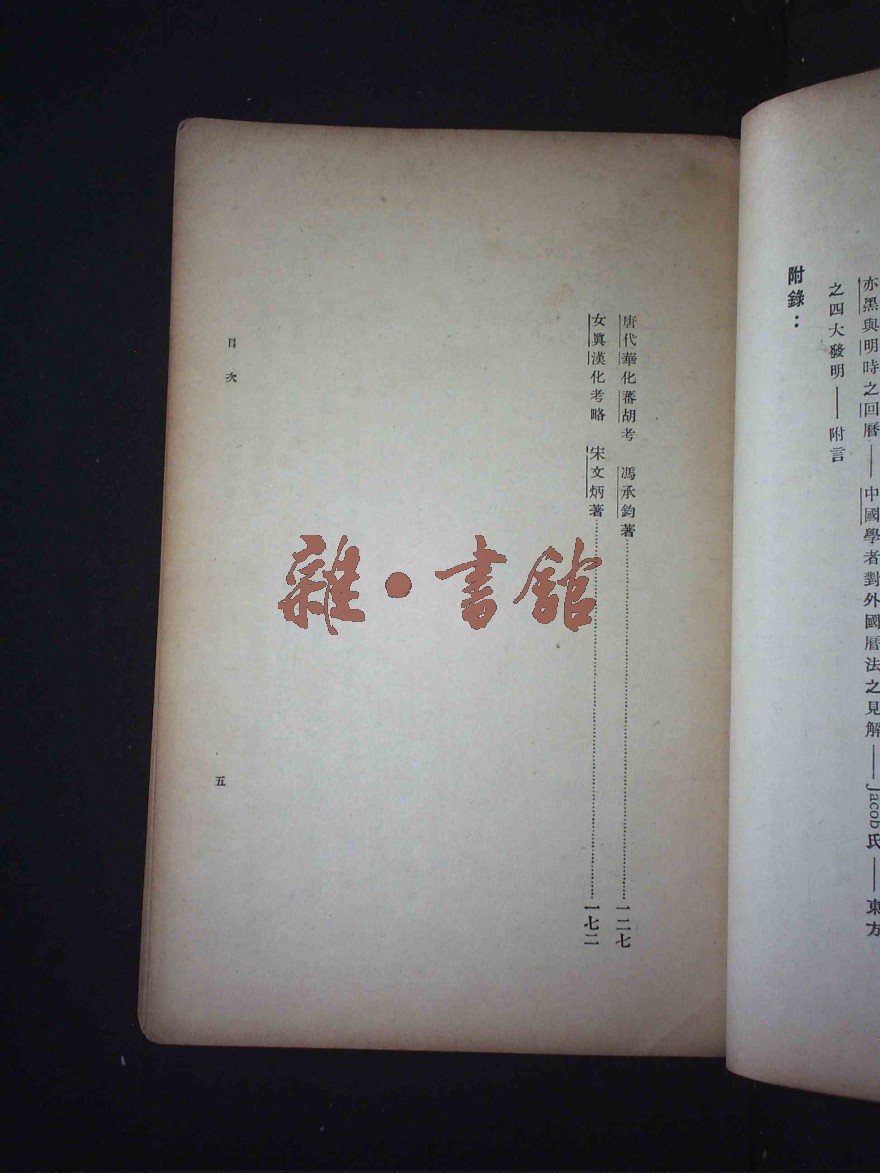 亦黑與明時之回曆——中國學者對外國曆法之見解——Jacob氏——東方
之四大發明——附言
附錄：
唐代華化蕃胡考　馮承鈞著……一二七
女眞漢化考略　宋文炳著……一七二
目次
五
雜·書館